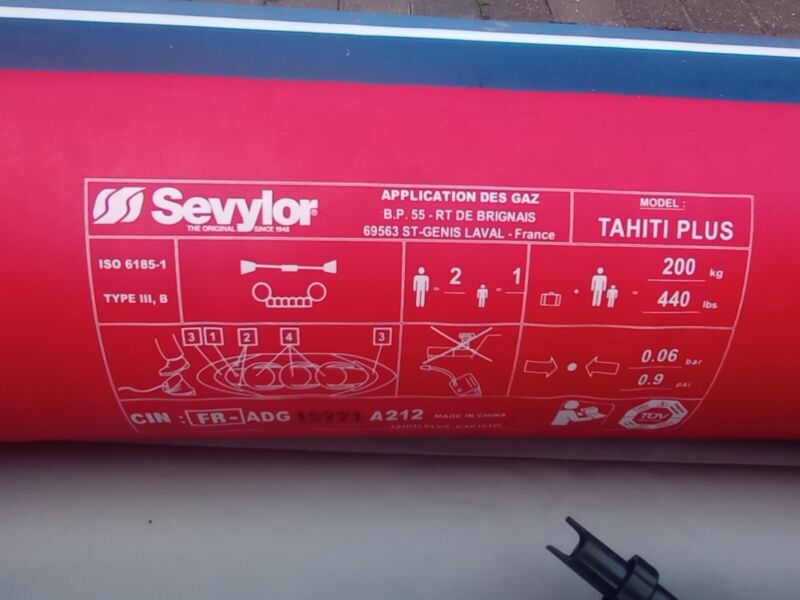 Sevylor®
THE ORIGINAL SINCE 1948
APPLICATION DES GAZ
B.P. 55 - RT DE BRIGNAIS
69563 ST-GENIS LAVAL - France
MODEL :
TAHITI PLUS
ISO 6185-1
TYPE III, B
2
1
200 kg
440 lbs
3 1 2 4 3
0.06 bar
0.9 psi
CIN : FR- ADG A212 MADE IN CHINA
TAHITI PLUS
TÜV